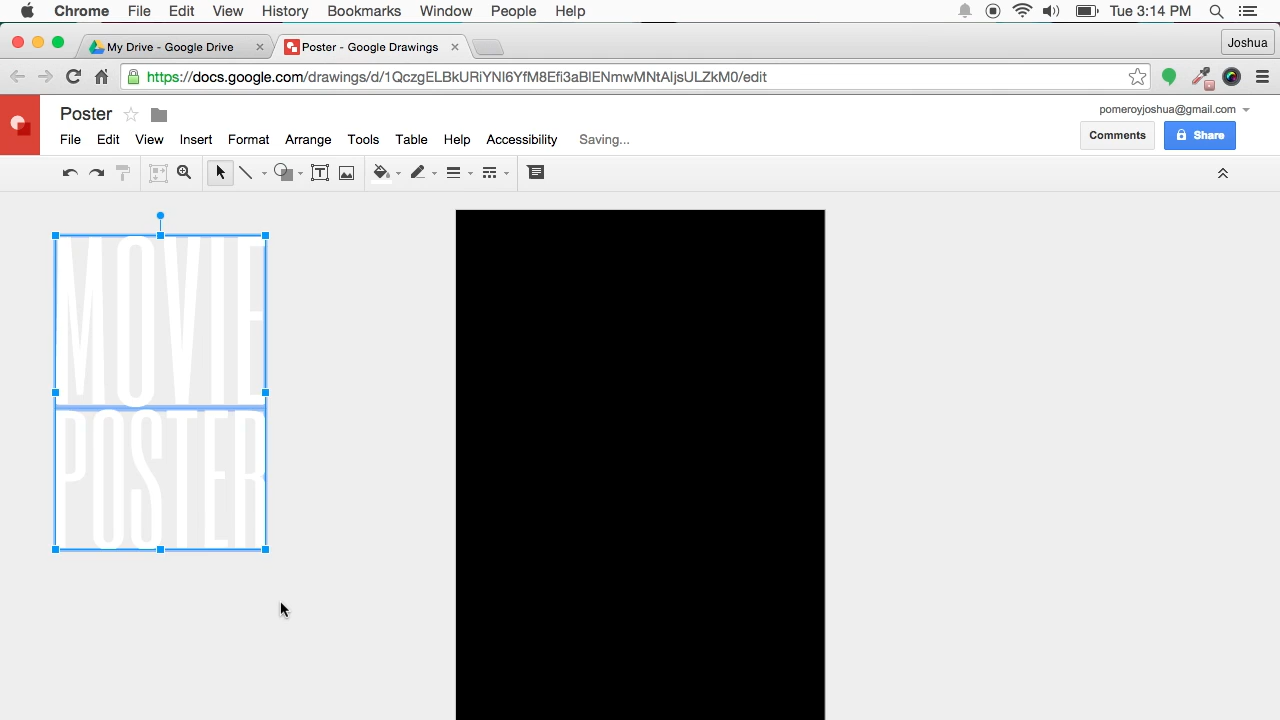 Chrome File Edit View History Bookmarks Window People Help Tue 3:14 PM
My Drive - Google Drive Poster - Google Drawings Joshua
https://docs.google.com/drawings/d/1QczgELBkURiYNI6YfM8Efi3aBlENmwMNtAljsULZkM0/edit
Poster pomeroyjoshua@gmail.com
File Edit View Insert Format Arrange Tools Table Help Accessibility Saving... Comments Share
MOVIE
POSTER